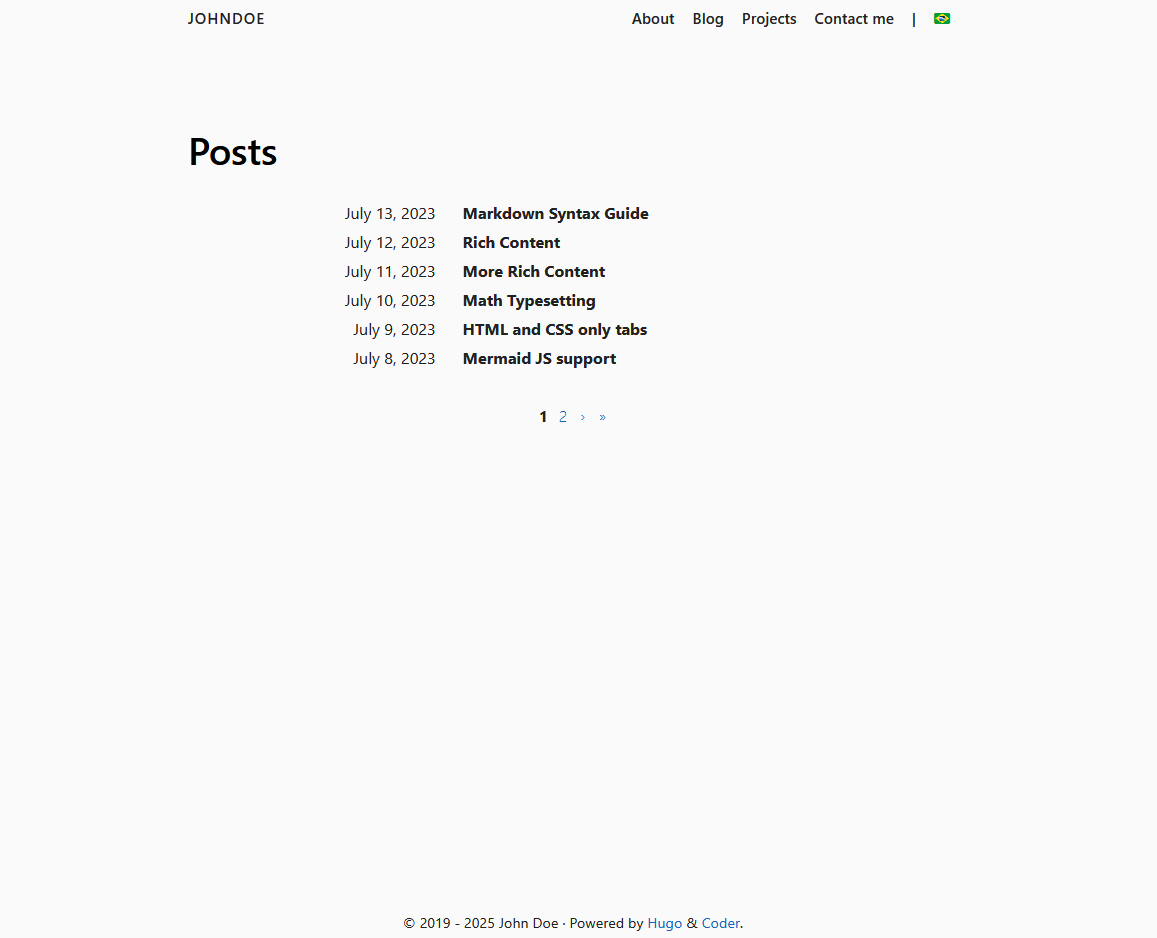 JOHNDOE About Blog Projects Contact me |
Posts
July 13, 2023 Markdown Syntax Guide
July 12, 2023 Rich Content
July 11, 2023 More Rich Content
July 10, 2023 Math Typesetting
July 9, 2023 HTML and CSS only tabs
July 8, 2023 Mermaid JS support
1 2 › »
© 2019 - 2025 John Doe · Powered by Hugo & Coder.